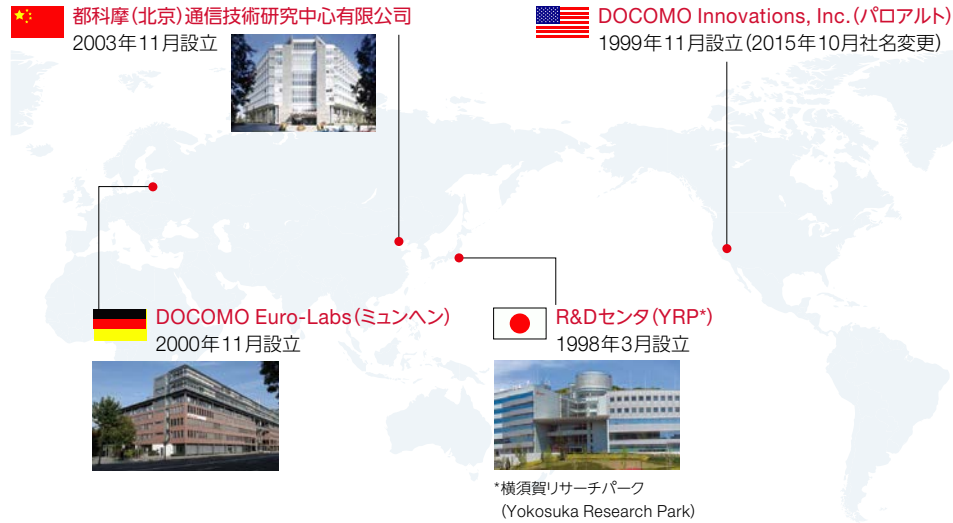 都科摩(北京)通信技術研究中心有限公司
2003年11月設立
DOCOMO Innovations, Inc.(パロアルト)
1999年11月設立(2015年10月社名変更)
DOCOMO Euro-Labs(ミュンヘン)
2000年11月設立
R&Dセンタ(YRP*)
1998年3月設立
*横須賀リサーチパーク
(Yokosuka Research Park)